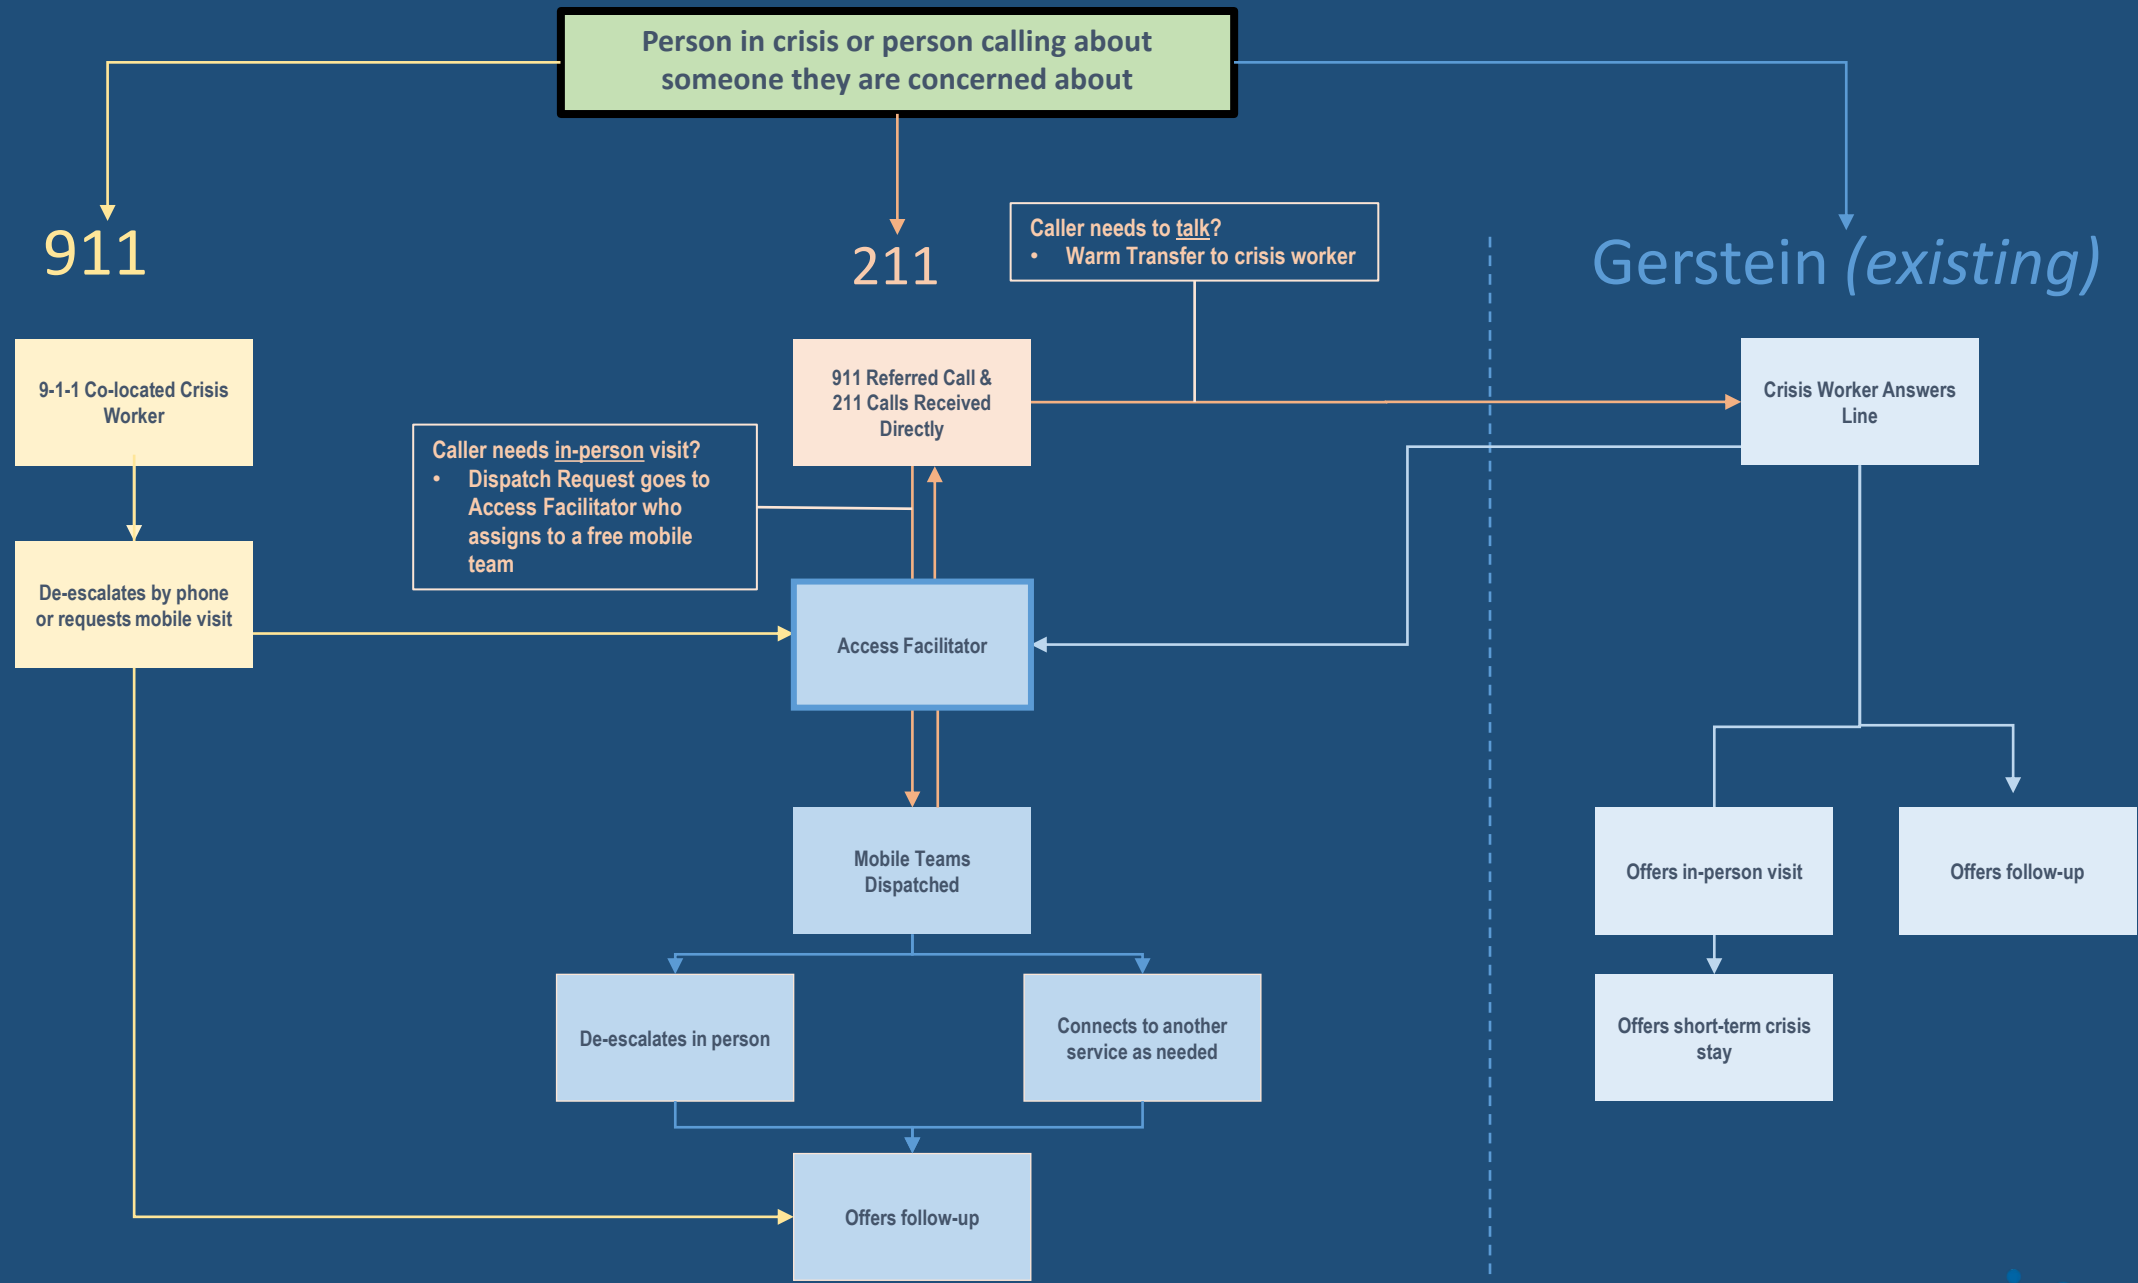 Person in crisis or person calling about
someone they are concerned about
911
211
Caller needs to talk?
• Warm Transfer to crisis worker
Gerstein (existing)
9-1-1 Co-located Crisis
Worker
911 Referred Call &
211 Calls Received
Directly
Crisis Worker Answers
Line
Caller needs in-person visit?
• Dispatch Request goes to
Access Facilitator who
assigns to a free mobile
team
De-escalates by phone
or requests mobile visit
Access Facilitator
Mobile Teams
Dispatched
Offers in-person visit
Offers follow-up
De-escalates in person
Connects to another
service as needed
Offers short-term crisis
stay
Offers follow-up